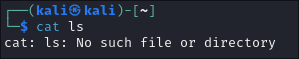 ┌──(kali㉿kali)-[~]
└─$ cat ls
cat: ls: No such file or directory